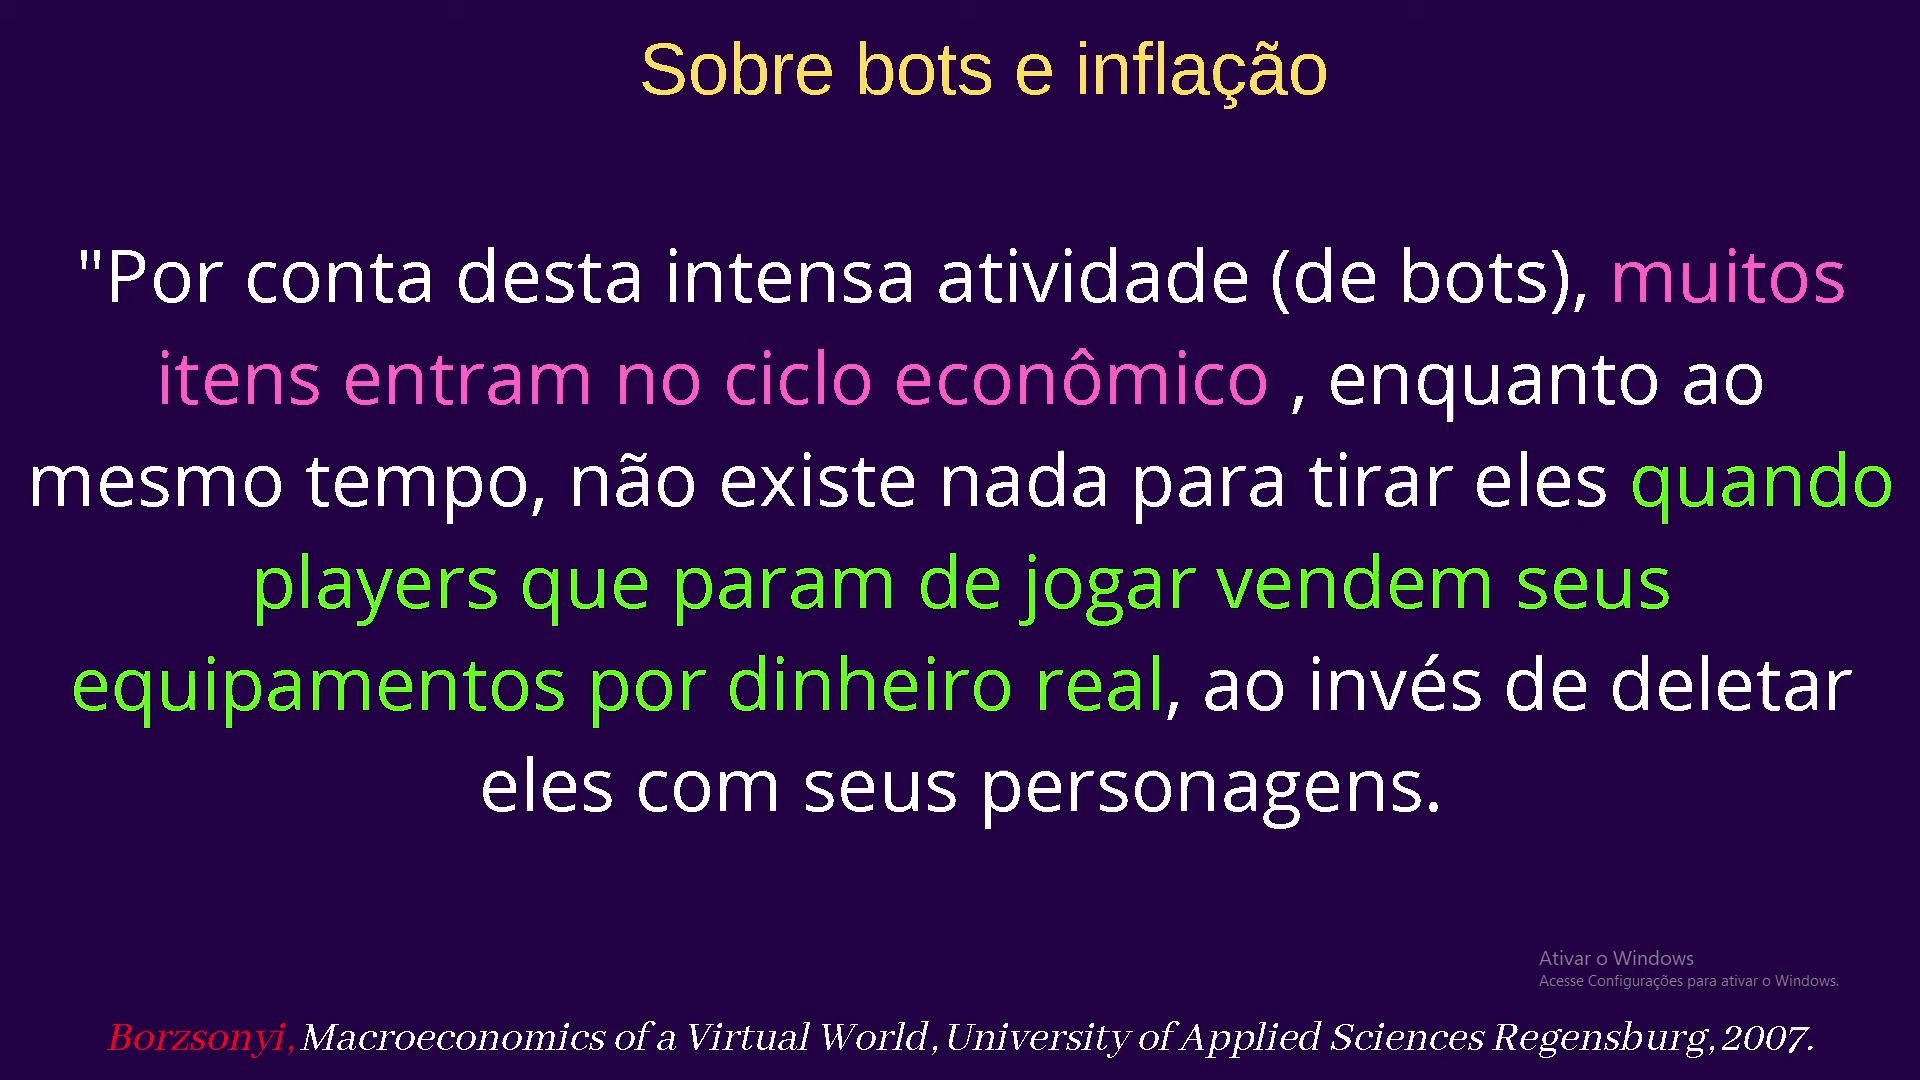 Sobre bots e inflação
"Por conta desta intensa atividade (de bots), muitos
itens entram no ciclo econômico , enquanto ao
mesmo tempo, não existe nada para tirar eles quando
players que param de jogar vendem seus
equipamentos por dinheiro real, ao invés de deletar
eles com seus personagens.
Ativar o Windows
Acesse Configurações para ativar o Windows.
Borzsonyi, Macroeconomics of a Virtual World, University of Applied Sciences Regensburg, 2007.